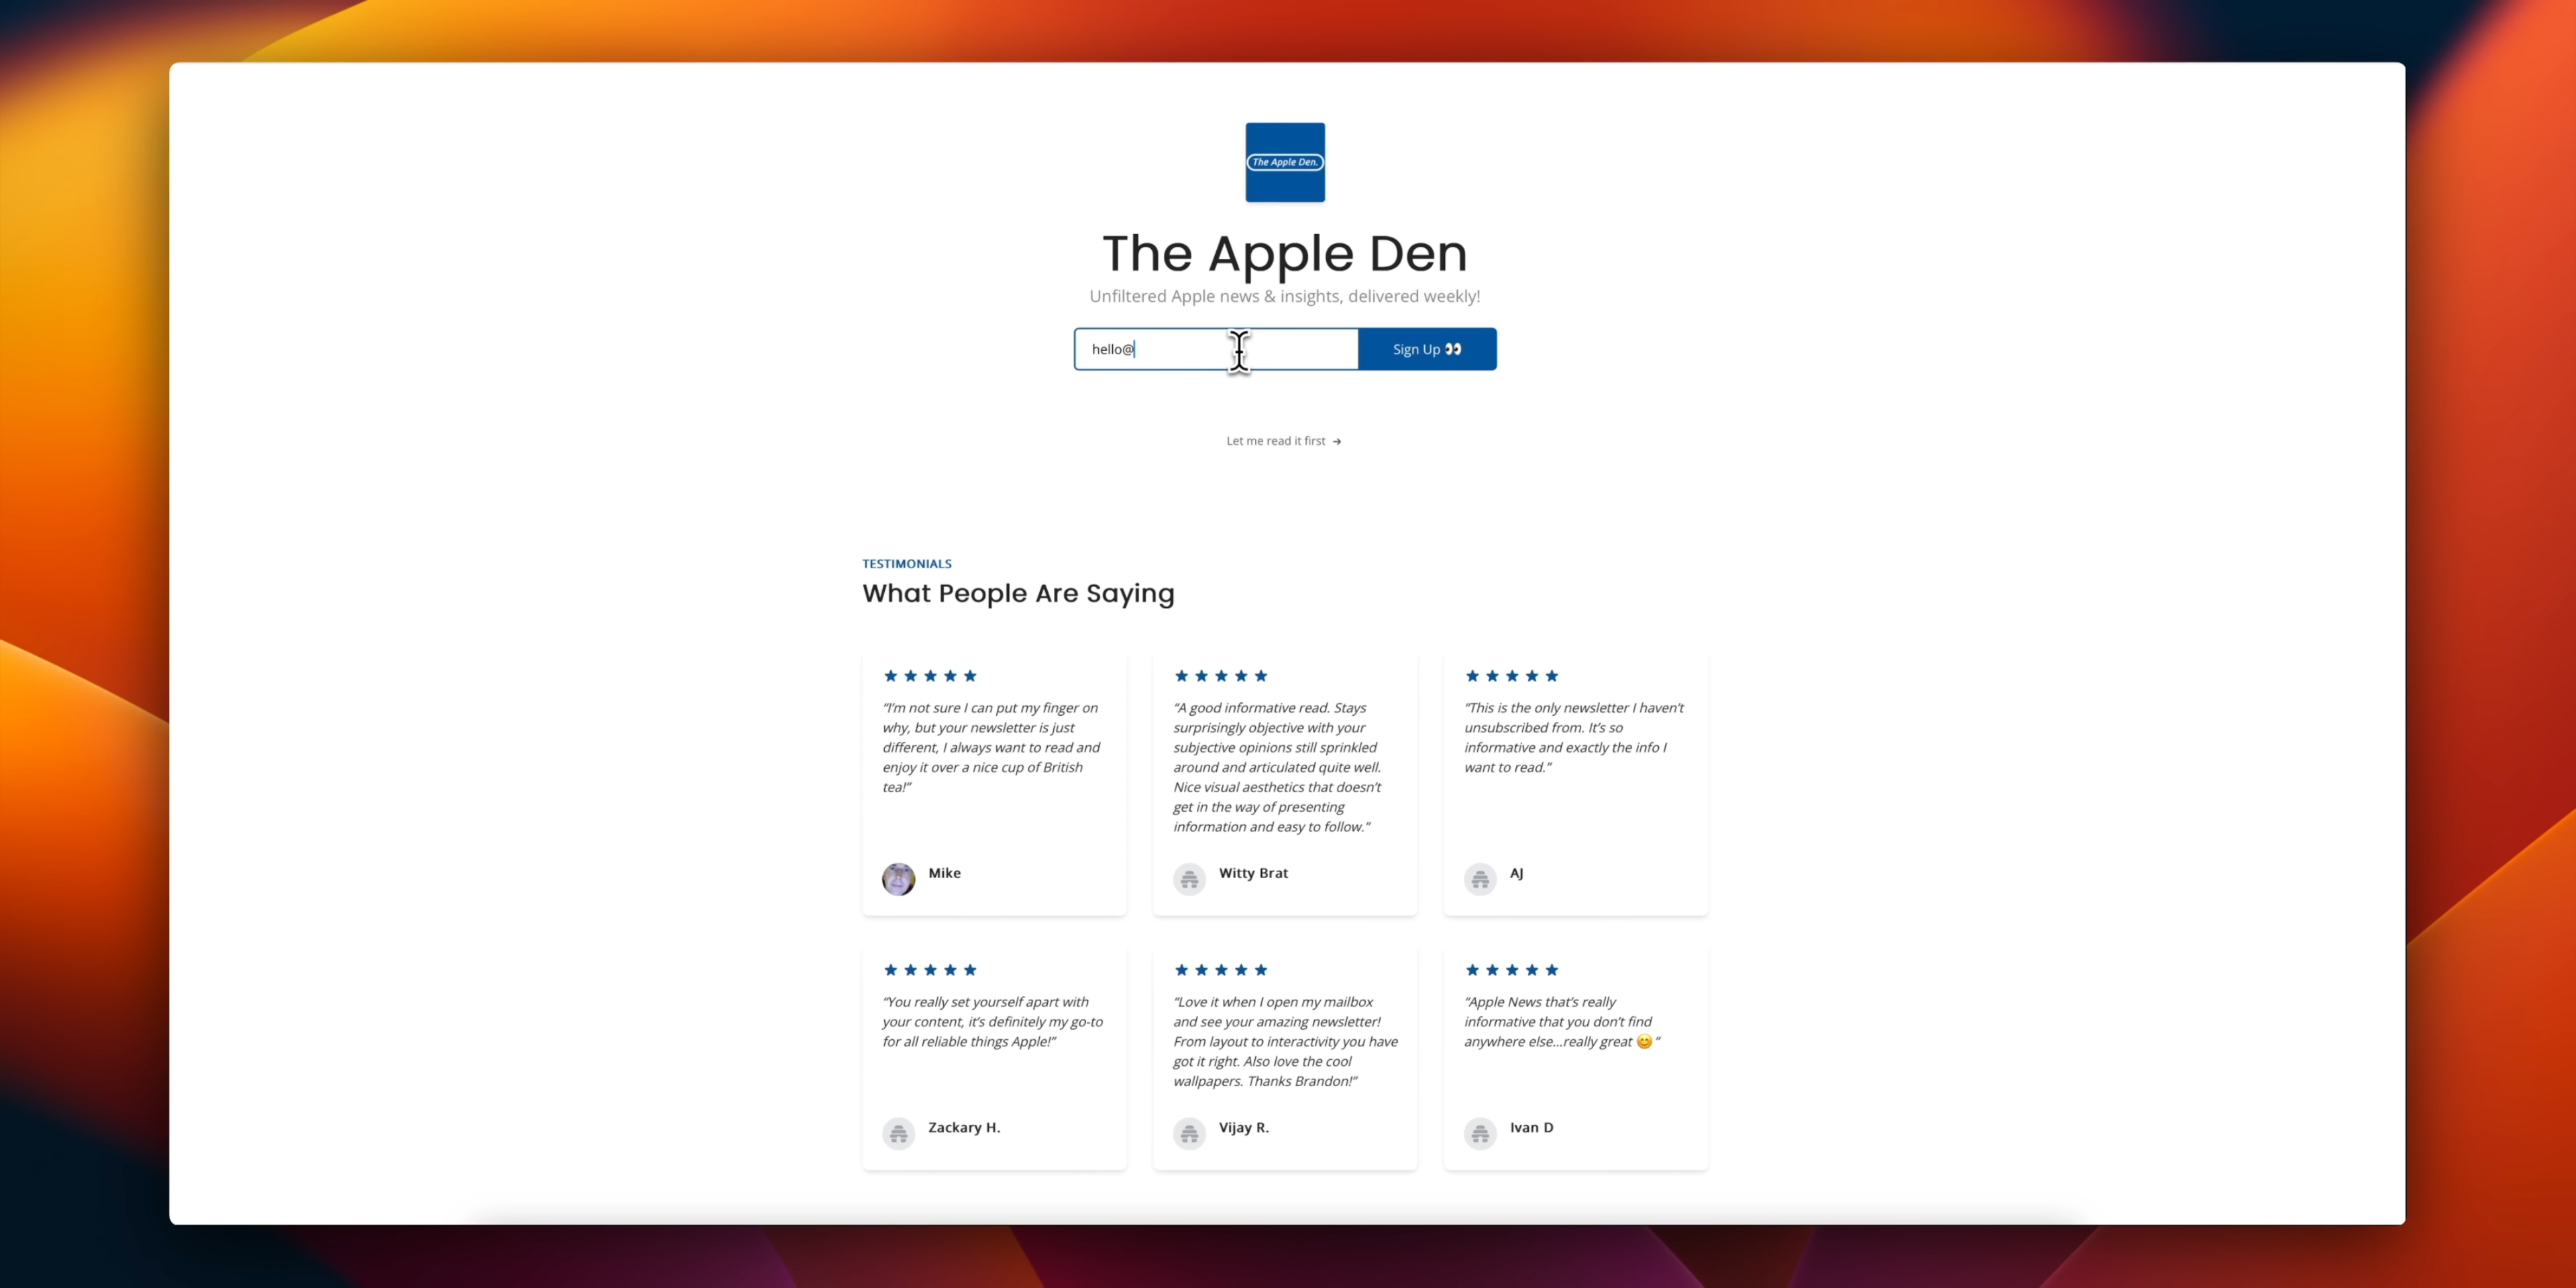 The Apple Den.
The Apple Den
Unfiltered Apple news & insights, delivered weekly!
hello@
Sign Up 👀
Let me read it first →
TESTIMONIALS
What People Are Saying
★★★★★
“I’m not sure I can put my finger on
why, but your newsletter is just
different, I always want to read and
enjoy it over a nice cup of British
tea!”
Mike
★★★★★
“A good informative read. Stays
surprisingly objective with your
subjective opinions still sprinkled
around and articulated quite well.
Nice visual aesthetics that doesn’t
get in the way of presenting
information and easy to follow.”
Witty Brat
★★★★★
“This is the only newsletter I haven’t
unsubscribed from. It’s so
informative and exactly the info I
want to read.”
AJ
★★★★★
“You really set yourself apart with
your content, it’s definitely my go-to
for all reliable things Apple!”
Zackary H.
★★★★★
“Love it when I open my mailbox
and see your amazing newsletter!
From layout to interactivity you have
got it right. Also love the cool
wallpapers. Thanks Brandon!”
Vijay R.
★★★★★
“Apple News that’s really
informative that you don’t find
anywhere else...really great 😊 ”
Ivan D